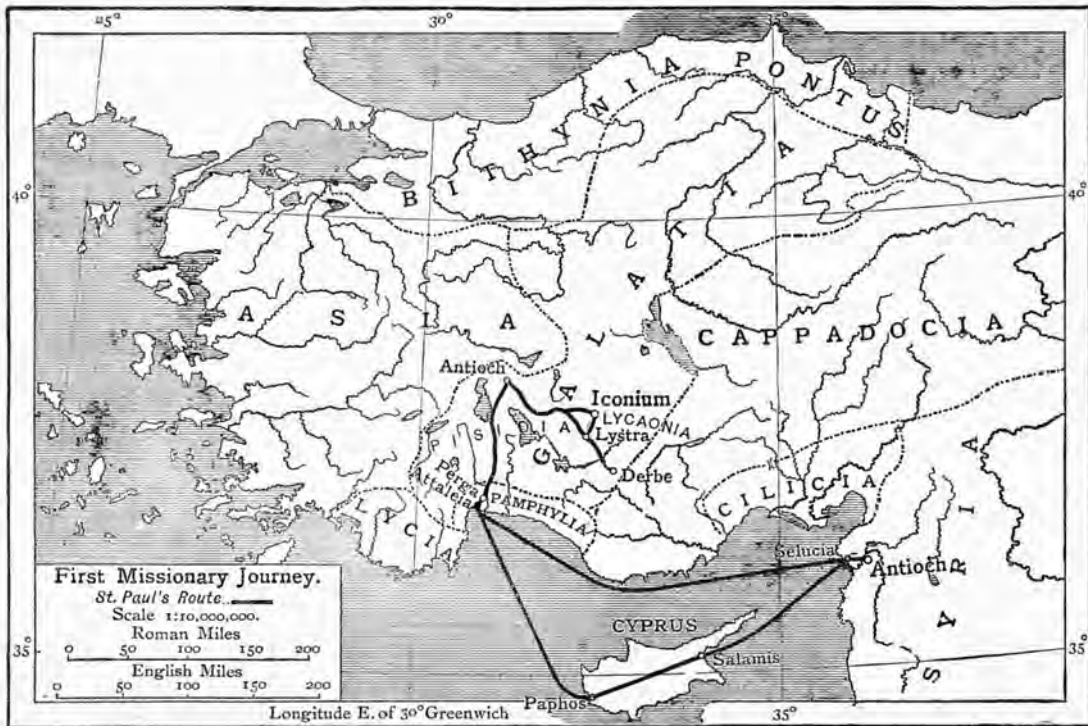 25°
30°
35°
BITHYNIA PONTUS
40°
40°
GALATIA
ASIA
CAPPADOCIA
Antioch
Iconium
LYCAONIA
Lystra
PISIDIA
Derbe
Perga
Attaleia
PAMPHYLIA
LYCIA
CILICIA
Selucia
Antioch
SYRIA
First Missionary Journey.
St. Paul's Route
Scale 1:10,000,000.
Roman Miles
0 50 100 150 200
English Miles
0 50 100 150 200
CYPRUS
Salamis
Paphos
35°
35°
Longitude E. of 30° Greenwich
35°